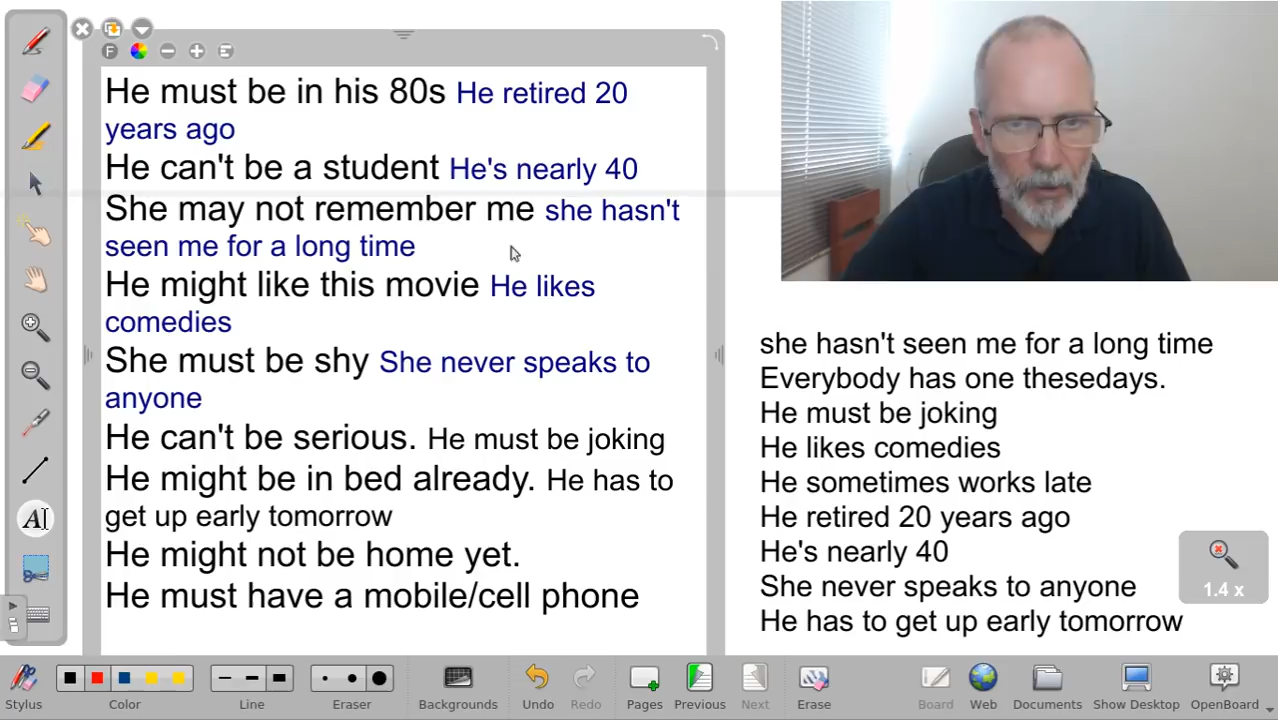 F
He must be in his 80s He retired 20
years ago
He can't be a student He's nearly 40
She may not remember me she hasn't
seen me for a long time
He might like this movie He likes
comedies
She must be shy She never speaks to
anyone
He can't be serious. He must be joking
He might be in bed already. He has to
get up early tomorrow
He might not be home yet.
He must have a mobile/cell phone
she hasn't seen me for a long time
Everybody has one thesedays.
He must be joking
He likes comedies
He sometimes works late
He retired 20 years ago
He's nearly 40
She never speaks to anyone
He has to get up early tomorrow
1.4 x
A
Stylus Color Line Eraser Backgrounds Undo Redo Pages Previous Next Erase Board Web Documents Show Desktop OpenBoard